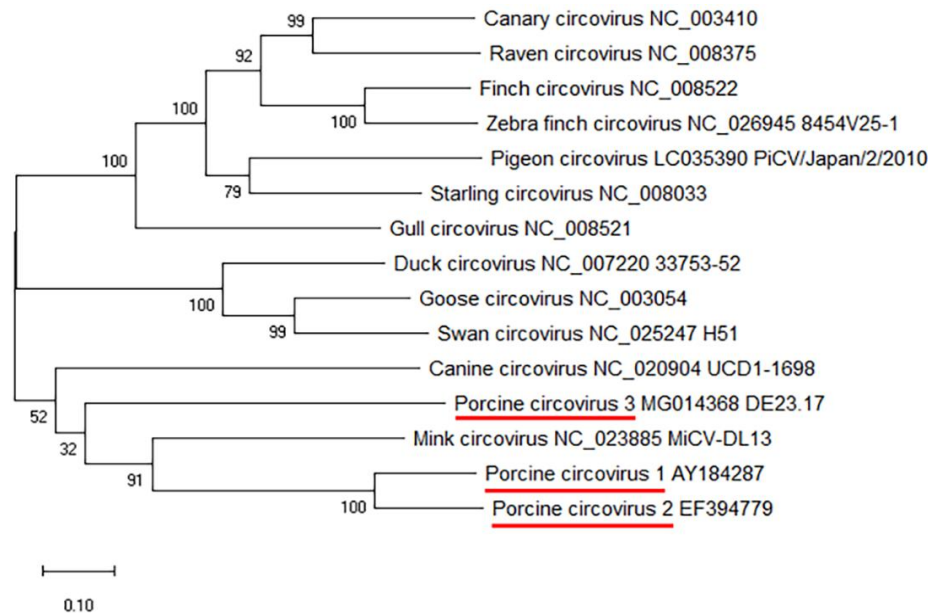 99
Canary circovirus NC_003410
Raven circovirus NC_008375
92
Finch circovirus NC_008522
100
100
Zebra finch circovirus NC_026945 8454V25-1
100
Pigeon circovirus LC035390 PiCV/Japan/2/2010
79
Starling circovirus NC_008033
Gull circovirus NC_008521
Duck circovirus NC_007220 33753-52
100
Goose circovirus NC_003054
99
Swan circovirus NC_025247 H51
Canine circovirus NC_020904 UCD1-1698
52
Porcine circovirus 3 MG014368 DE23.17
32
Mink circovirus NC_023885 MiCV-DL13
91
Porcine circovirus 1 AY184287
100
Porcine circovirus 2 EF394779
0.10